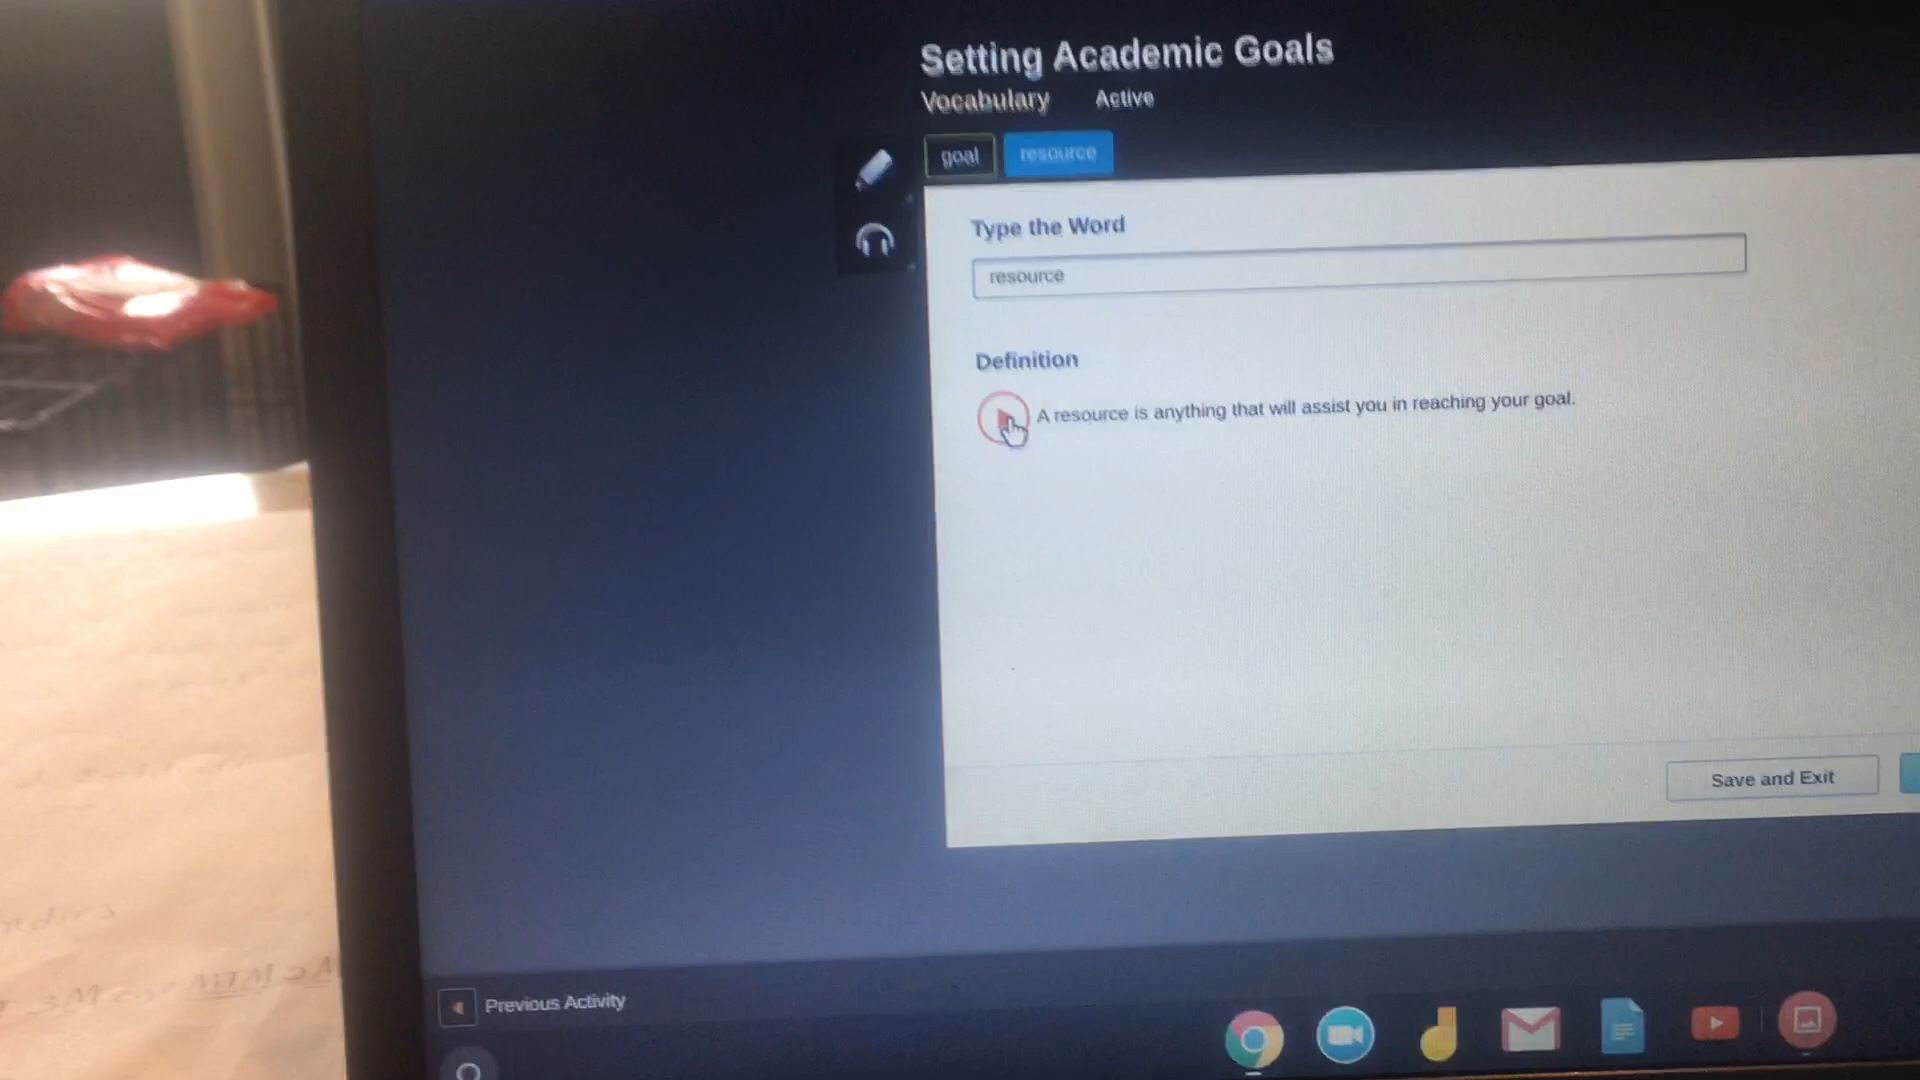 Setting Academic Goals
Vocabulary Active
goal resource
Type the Word
resource
Definition
A resource is anything that will assist you in reaching your goal.
Save and Exit
Previous Activity